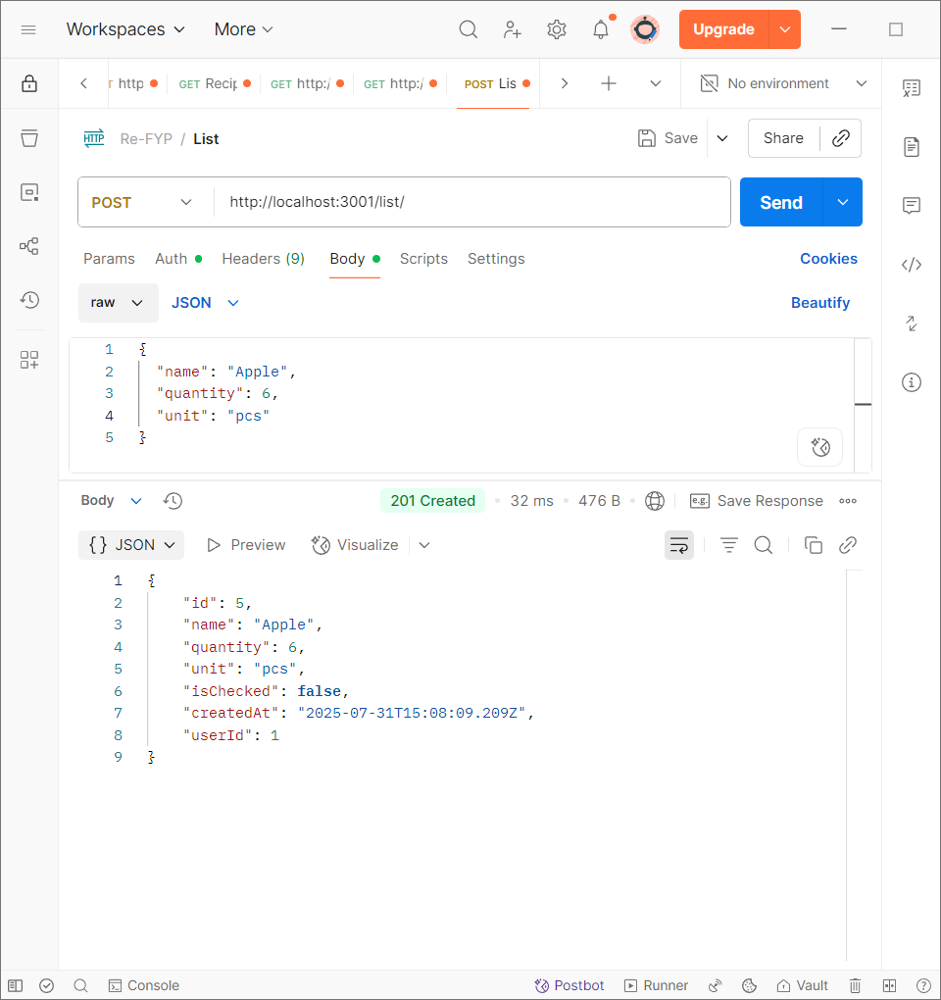 Workspaces More Upgrade
http GET Recip GET http:/ GET http:/ POST Lis No environment
HTTP Re-FYP / List Save Share
POST http://localhost:3001/list/ Send
Params Auth Headers (9) Body Scripts Settings Cookies
raw JSON Beautify
1 {
2 "name": "Apple",
3 "quantity": 6,
4 "unit": "pcs"
5 }
Body 201 Created 32 ms 476 B e.g. Save Response
{} JSON Preview Visualize
1 {
2 "id": 5,
3 "name": "Apple",
4 "quantity": 6,
5 "unit": "pcs",
6 "isChecked": false,
7 "createdAt": "2025-07-31T15:08:09.209Z",
8 "userId": 1
9 }
Console Postbot Runner Vault